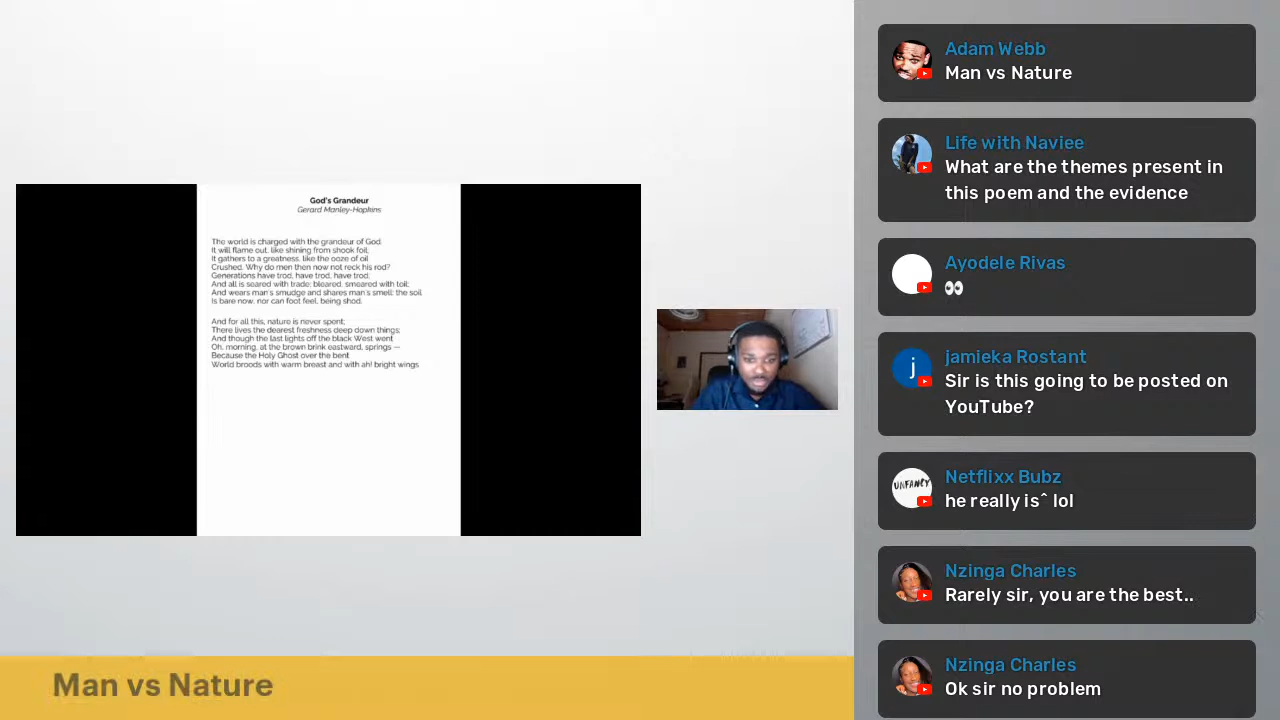 God's Grandeur
Gerard Manley-Hopkins
The world is charged with the grandeur of God.
It will flame out, like shining from shook foil;
It gathers to a greatness, like the ooze of oil
Crushed. Why do men then now not reck his rod?
Generations have trod, have trod, have trod;
And all is seared with trade; bleared, smeared with toil;
And wears man's smudge and shares man's smell: the soil
Is bare now, nor can foot feel, being shod.
And for all this, nature is never spent;
There lives the dearest freshness deep down things;
And though the last lights off the black West went
Oh, morning, at the brown brink eastward, springs —
Because the Holy Ghost over the bent
World broods with warm breast and with ah! bright wings
Man vs Nature
Adam Webb
Man vs Nature
Life with Naviee
What are the themes present in
this poem and the evidence
Ayodele Rivas
👀
jamieka Rostant
Sir is this going to be posted on
YouTube?
j
Netflixx Bubz
he really is^ lol
UNFANCY
Nzinga Charles
Rarely sir, you are the best..
Nzinga Charles
Ok sir no problem